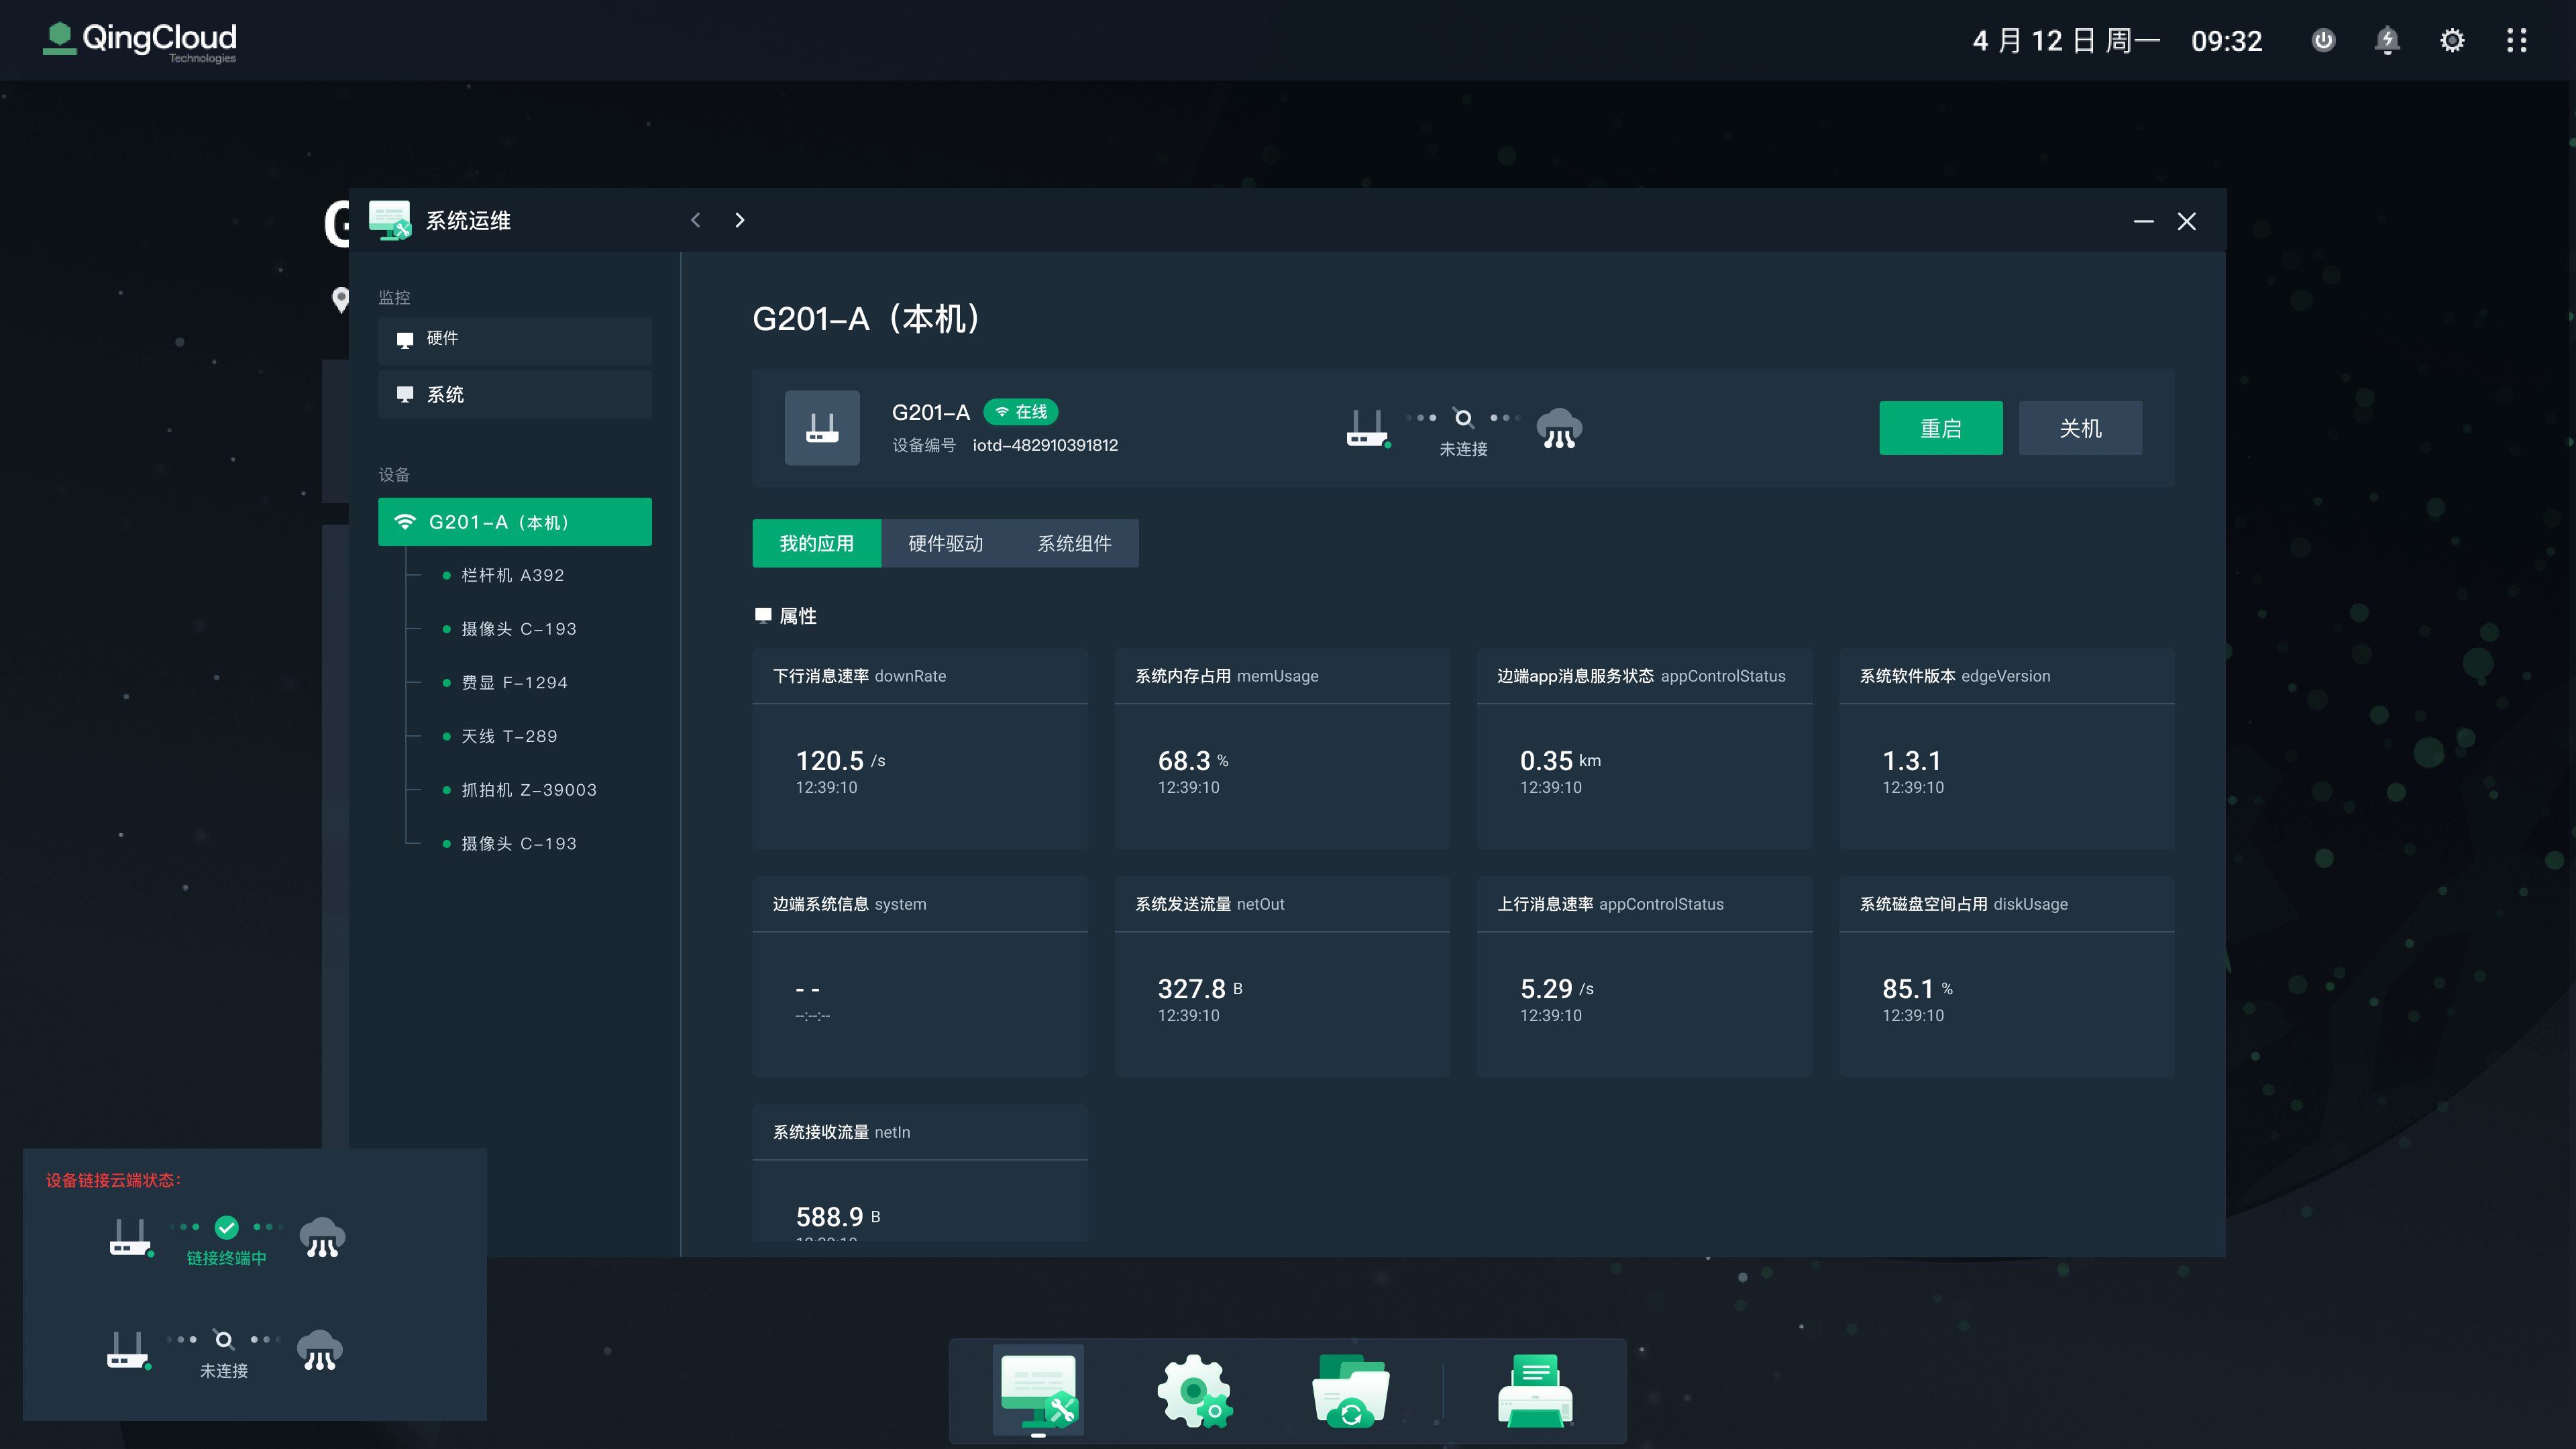 QingCloud
Technologies
4 月 12 日 周一
09:32
G
系统运维
监控
硬件
系统
设备
G201-A（本机）
栏杆机 A392
摄像头 C-193
费显 F-1294
天线 T-289
抓拍机 Z-39003
摄像头 C-193
G201-A（本机）
G201-A
在线
设备编号 iotd-482910391812
未连接
重启
关机
我的应用
硬件驱动
系统组件
属性
下行消息速率 downRate
120.5 /s
12:39:10
系统内存占用 memUsage
68.3 %
12:39:10
边端app消息服务状态 appControlStatus
0.35 km
12:39:10
系统软件版本 edgeVersion
1.3.1
12:39:10
边端系统信息 system
- -
--:--:--
系统发送流量 netOut
327.8 B
12:39:10
上行消息速率 appControlStatus
5.29 /s
12:39:10
系统磁盘空间占用 diskUsage
85.1 %
12:39:10
系统接收流量 netIn
588.9 B
设备链接云端状态：
链接终端中
未连接